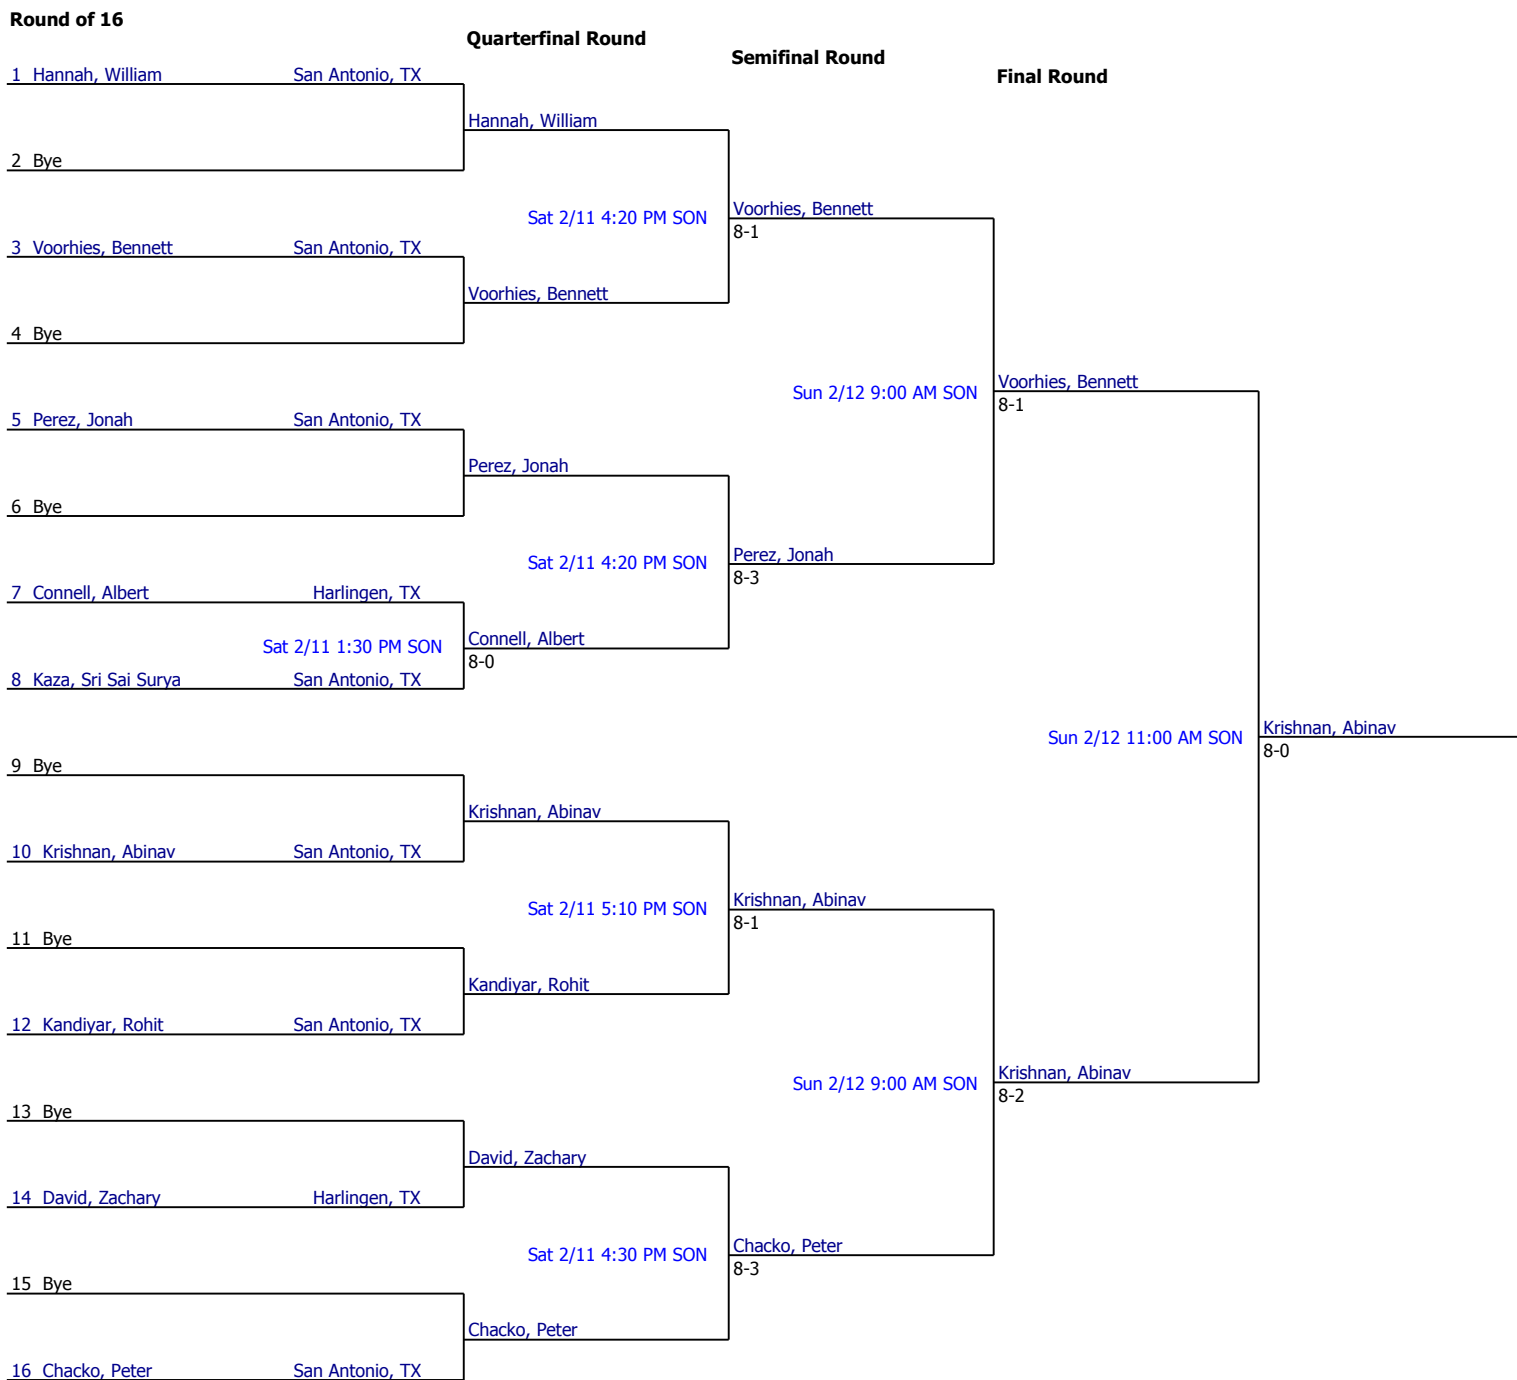 Round of 16
Quarterfinal Round
Semifinal Round
Final Round
1 Hannah, William San Antonio, TX
Hannah, William
2 Bye
Sat 2/11 4:20 PM SON
Voorhies, Bennett
8-1
3 Voorhies, Bennett San Antonio, TX
Voorhies, Bennett
4 Bye
Sun 2/12 9:00 AM SON
Voorhies, Bennett
8-1
5 Perez, Jonah San Antonio, TX
Perez, Jonah
6 Bye
Sat 2/11 4:20 PM SON
Perez, Jonah
8-3
7 Connell, Albert Harlingen, TX
Sat 2/11 1:30 PM SON
Connell, Albert
8-0
8 Kaza, Sri Sai Surya San Antonio, TX
Sun 2/12 11:00 AM SON
Krishnan, Abinav
8-0
9 Bye
Krishnan, Abinav
10 Krishnan, Abinav San Antonio, TX
Sat 2/11 5:10 PM SON
Krishnan, Abinav
8-1
11 Bye
Kandiyar, Rohit
12 Kandiyar, Rohit San Antonio, TX
Sun 2/12 9:00 AM SON
Krishnan, Abinav
8-2
13 Bye
David, Zachary
14 David, Zachary Harlingen, TX
Sat 2/11 4:30 PM SON
Chacko, Peter
8-3
15 Bye
Chacko, Peter
16 Chacko, Peter San Antonio, TX